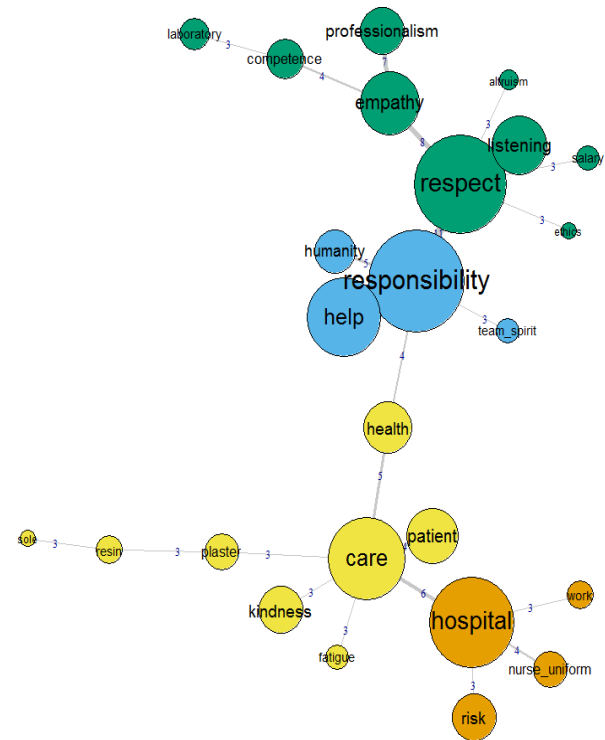 professionalism
laboratory
3
competence
7
4
altruism
empathy
8
3
listening
3
salary
respect
3
ethics
11
humanity
5
responsibility
help
3
team_spirit
4
health
5
sole
3
resin
3
plaster
3
care
4
patient
6
3
kindness
3
fatigue
hospital
3
work
4
nurse_uniform
3
risk